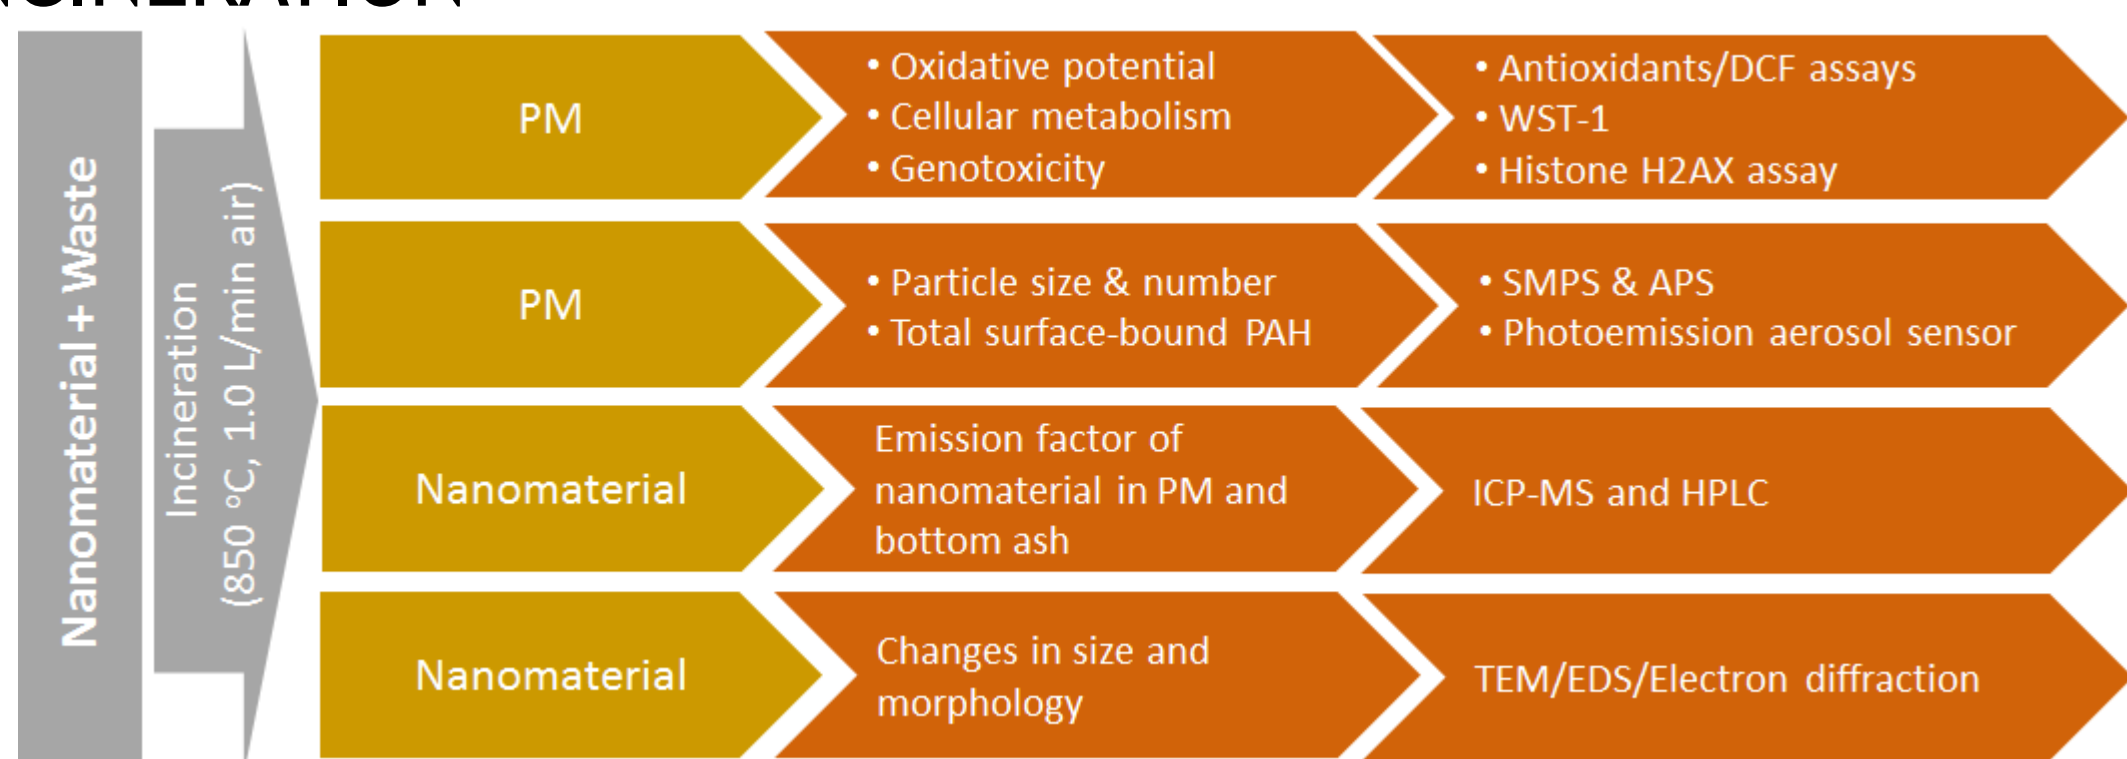 Nanomaterial + Waste
Incineration
(850 °C, 1.0 L/min air)
PM
• Oxidative potential
• Cellular metabolism
• Genotoxicity
• Antioxidants/DCF assays
• WST-1
• Histone H2AX assay
PM
• Particle size & number
• Total surface-bound PAH
• SMPS & APS
• Photoemission aerosol sensor
Nanomaterial
Emission factor of
nanomaterial in PM and
bottom ash
ICP-MS and HPLC
Nanomaterial
Changes in size and
morphology
TEM/EDS/Electron diffraction